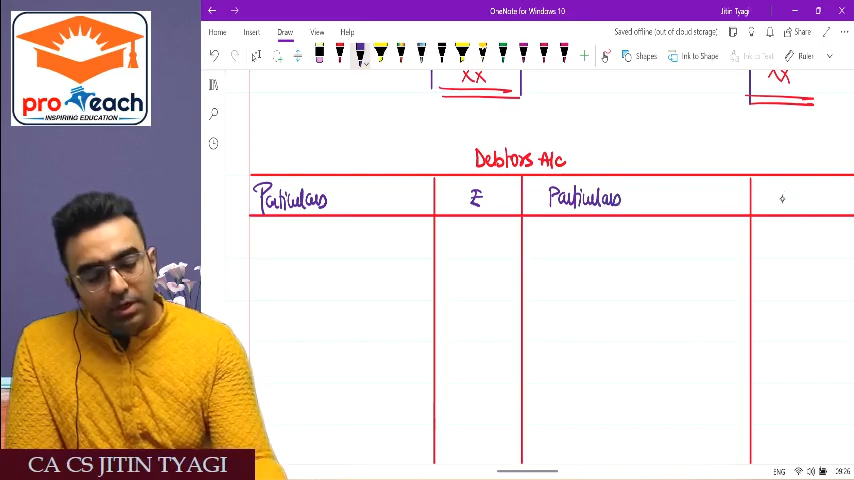 OneNote for Windows 10
Jitin Tyagi
Home Insert Draw View Help
Saved offline (out of cloud storage)
Share
Shapes
Ink to Shape
Ink to Text
Ruler
pro Teach
INSPIRING EDUCATION
XX
XX
Debtors A/c
Particulars ₹ Particulars
CA CS JITIN TYAGI
ENG 09:26